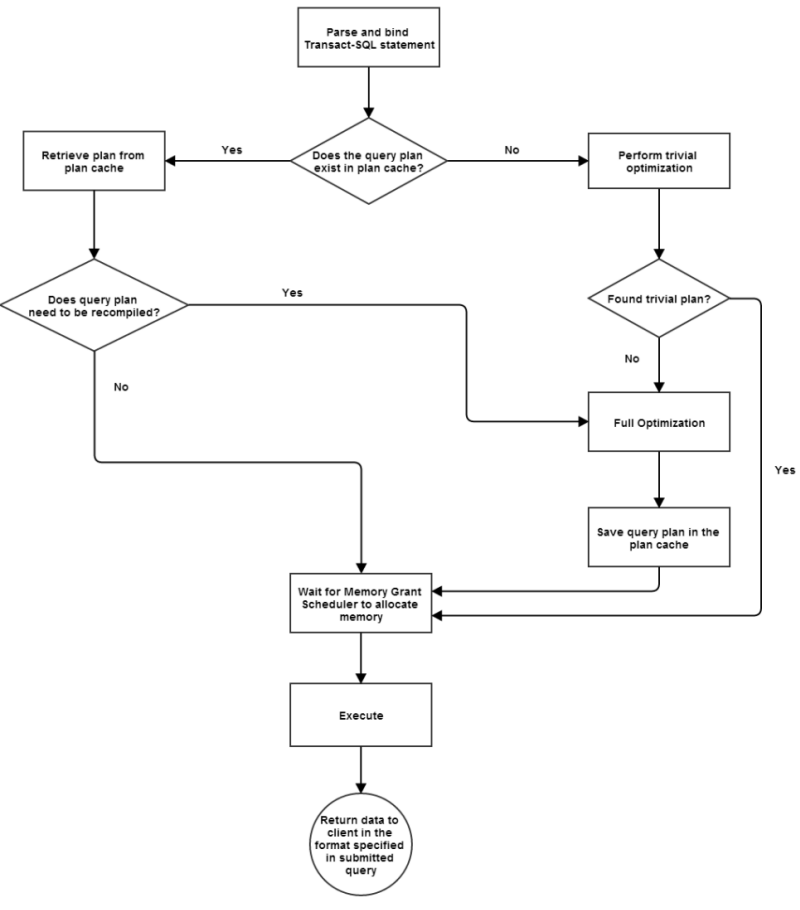 Parse and bind
Transact-SQL statement
Does the query plan
exist in plan cache?
Yes
No
Retrieve plan from
plan cache
Perform trivial
optimization
Does query plan
need to be recompiled?
Yes
Found trivial plan?
No
No
Full Optimization
Yes
Save query plan in the
plan cache
Wait for Memory Grant
Scheduler to allocate
memory
Execute
Return data to
client in the
format specified
in submitted
query